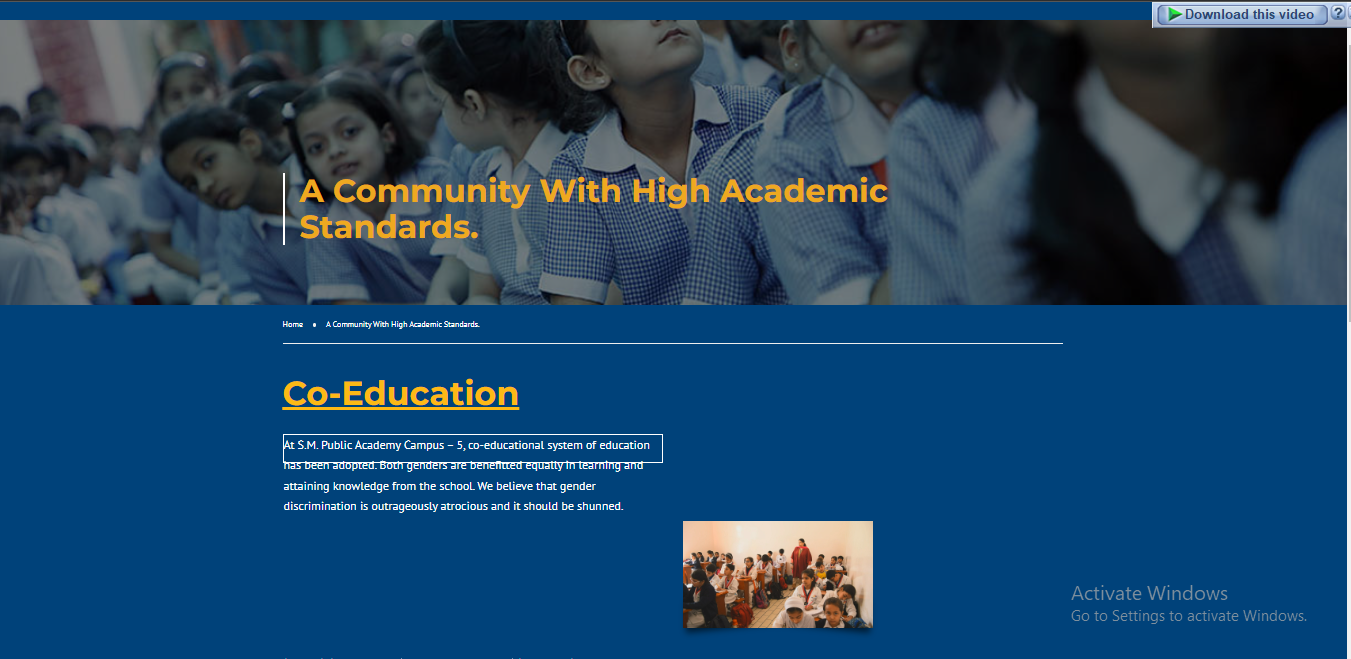 Download this video ?
A Community With High Academic
Standards.
Home • A Community With High Academic Standards.
Co-Education
At S.M. Public Academy Campus – 5, co-educational system of education
has been adopted. Both genders are benefitted equally in learning and
attaining knowledge from the school. We believe that gender
discrimination is outrageously atrocious and it should be shunned.
Activate Windows
Go to Settings to activate Windows.